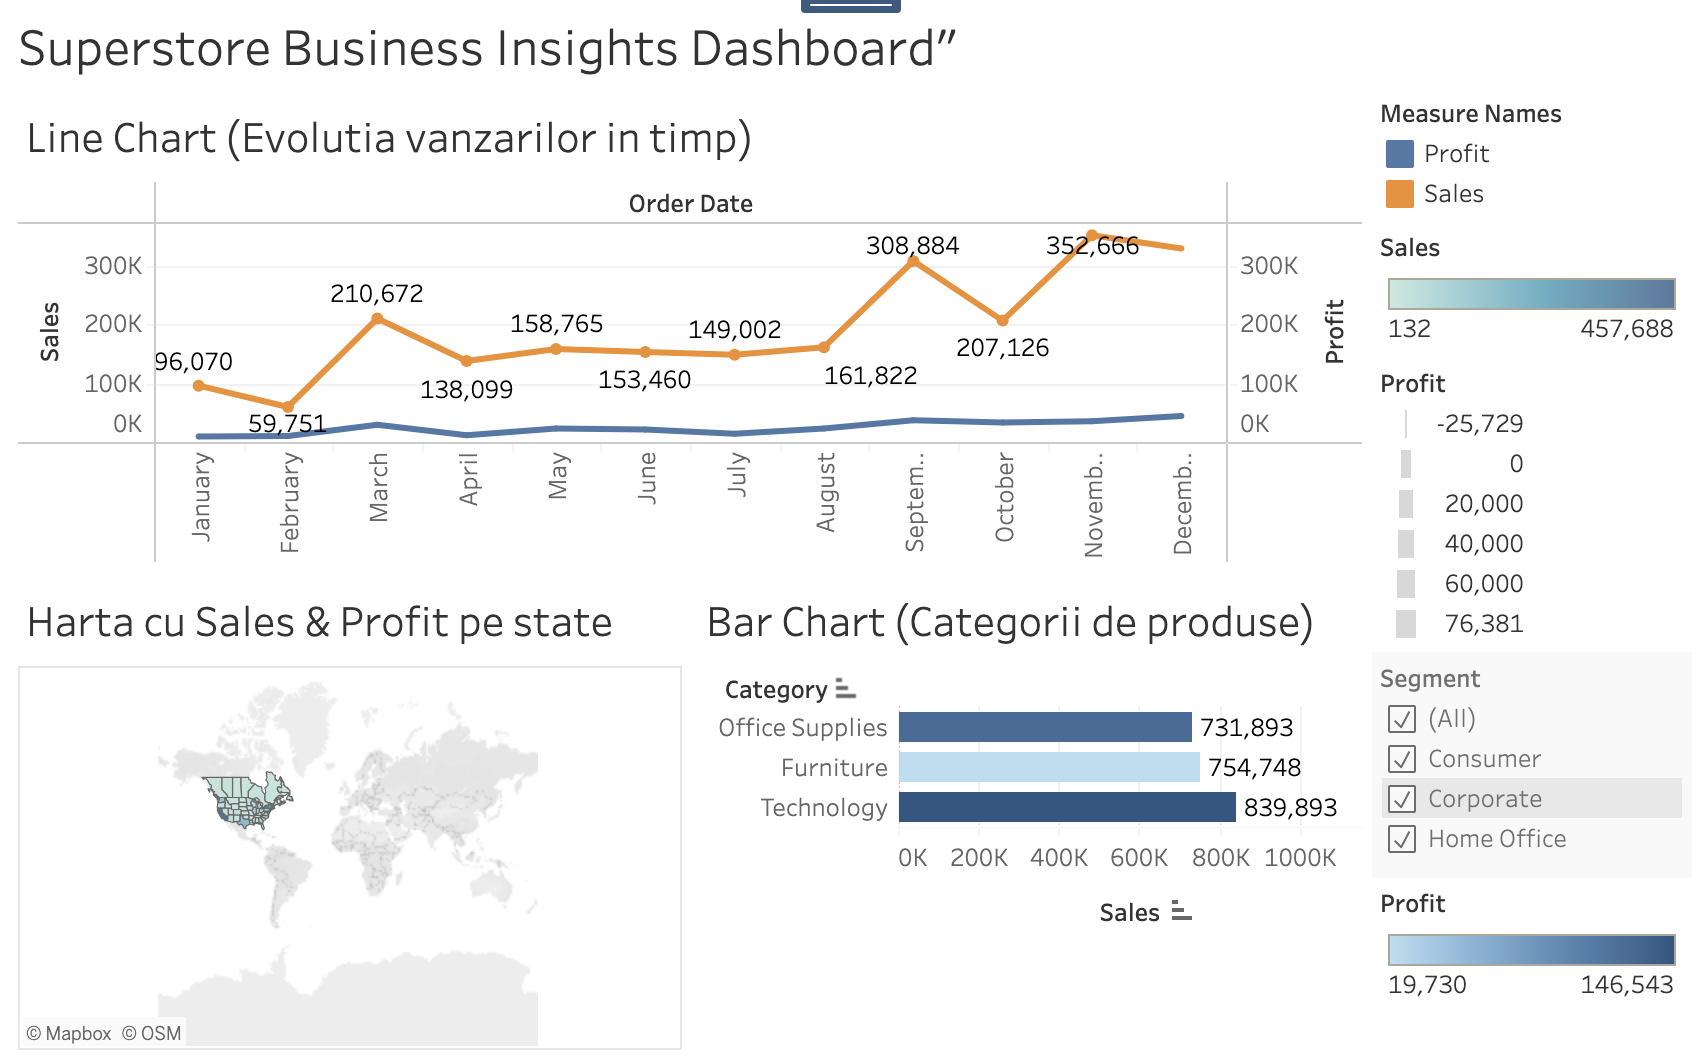 Superstore Business Insights Dashboard”
Line Chart (Evolutia vanzarilor in timp)
Order Date
Sales
300K
200K
100K
0K
96,070
59,751
210,672
138,099
158,765
153,460
149,002
161,822
308,884
207,126
352,666
300K
200K
100K
0K
Profit
January
February
March
April
May
June
July
August
Septem..
October
Novemb..
Decemb..
Harta cu Sales & Profit pe state
© Mapbox © OSM
Bar Chart (Categorii de produse)
Category
Office Supplies 731,893
Furniture 754,748
Technology 839,893
0K 200K 400K 600K 800K 1000K
Sales
Measure Names
Profit
Sales
Sales
132 457,688
Profit
-25,729
0
20,000
40,000
60,000
76,381
Segment
(All)
Consumer
Corporate
Home Office
Profit
19,730 146,543